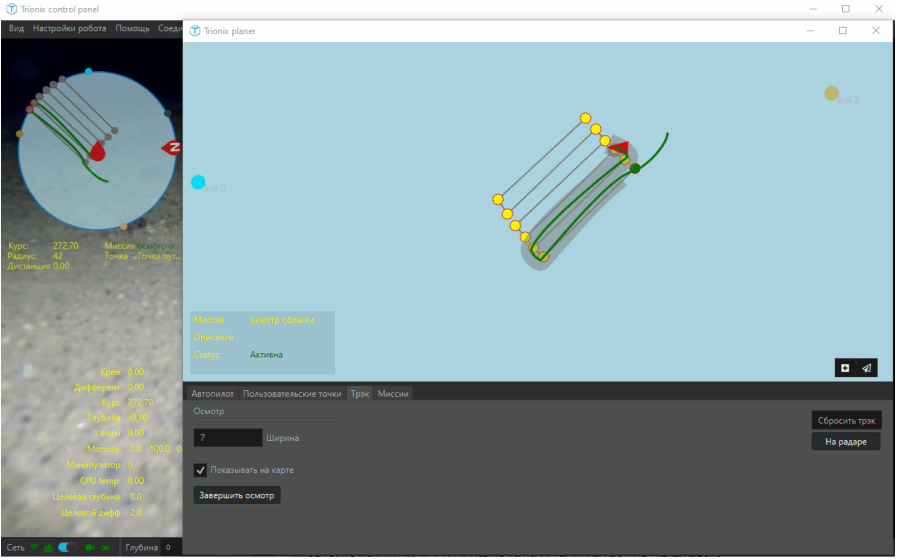 Trionix control panel
Вид Настройки робота Помощь Соеди
Trionix planer
N
буй 2
буй 0
Курс: 272,70 Миссия осмотр о...
Радиус: 42 Точка Точка пут...
Дистанция 0,00
Миссия осмотр области
Описание
Статус Активна
Крен 0,00
Дифферент 0,00
Курс 277,70
Глубина -0,10
t воды 0,00
Моторы 0,0, -100,0, 0
Манипулятор 0
CPU temp 0,00
Целевая глубина 0.0
Целевой дифф 2.0
Автопилот Пользовательские точки Трэк Миссии
Осмотр
7 Ширина
Показывать на карте
Завершить осмотр
Сбросить трэк
На радаре
Сеть Глубина 0